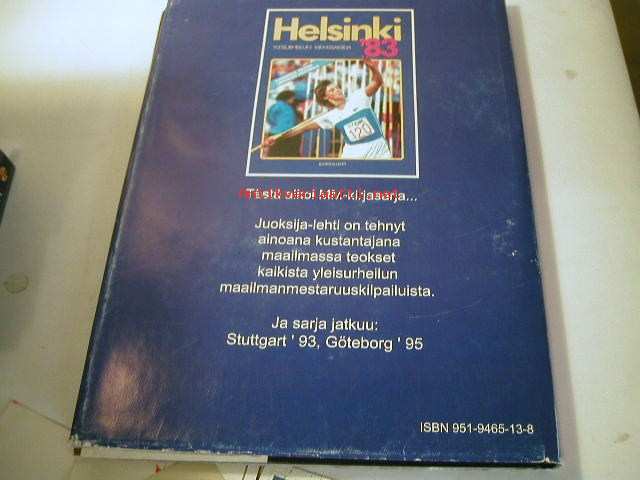 Helsinki
'83
120
Tästä alkoi MM-kirjasarja...
Juoksija-lehti on tehnyt
ainoana kustantajana
maailmassa teokset
kaikista yleisurheilun
maailmanmestaruuskilpailuista.
Ja sarja jatkuu:
Stuttgart ' 93, Göteborg ' 95
ISBN 951-9465-13-8